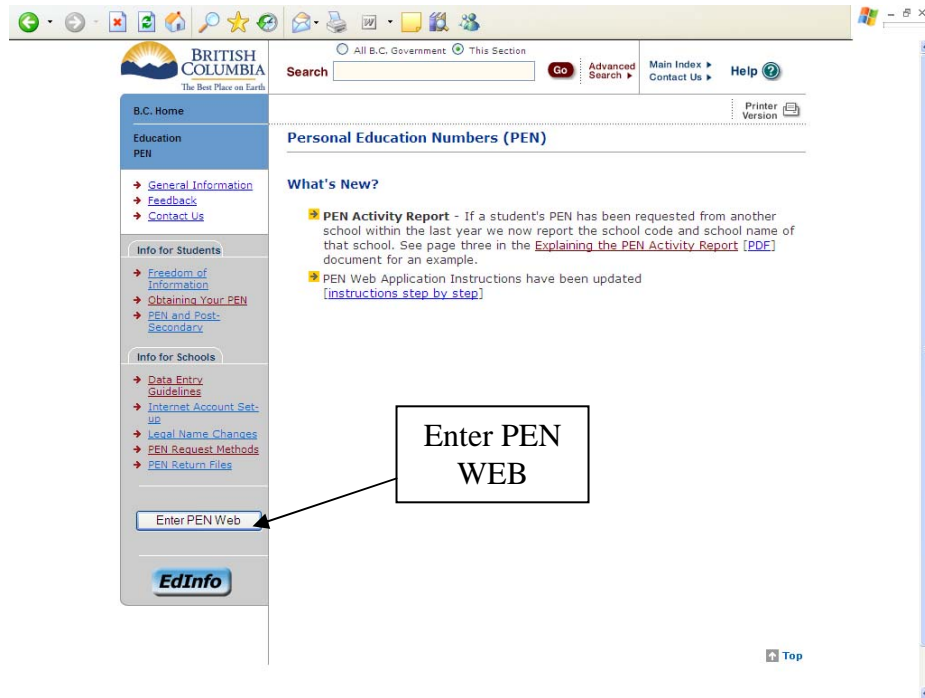 BRITISH
COLUMBIA
The Best Place on Earth
All B.C. Government This Section
Search
Go
Advanced
Search
Main Index
Contact Us
Help
B.C. Home
Printer
Version
Education
PEN
Personal Education Numbers (PEN)
General Information
Feedback
Contact Us
Info for Students
Freedom of
Information
Obtaining Your PEN
PEN and Post-
Secondary
Info for Schools
Data Entry
Guidelines
Internet Account Set-
up
Legal Name Changes
PEN Request Methods
PEN Return Files
Enter PEN Web
EdInfo
What's New?
PEN Activity Report - If a student's PEN has been requested from another
school within the last year we now report the school code and school name of
that school. See page three in the Explaining the PEN Activity Report [PDF]
document for an example.
PEN Web Application Instructions have been updated
[instructions step by step]
Enter PEN
WEB
Top